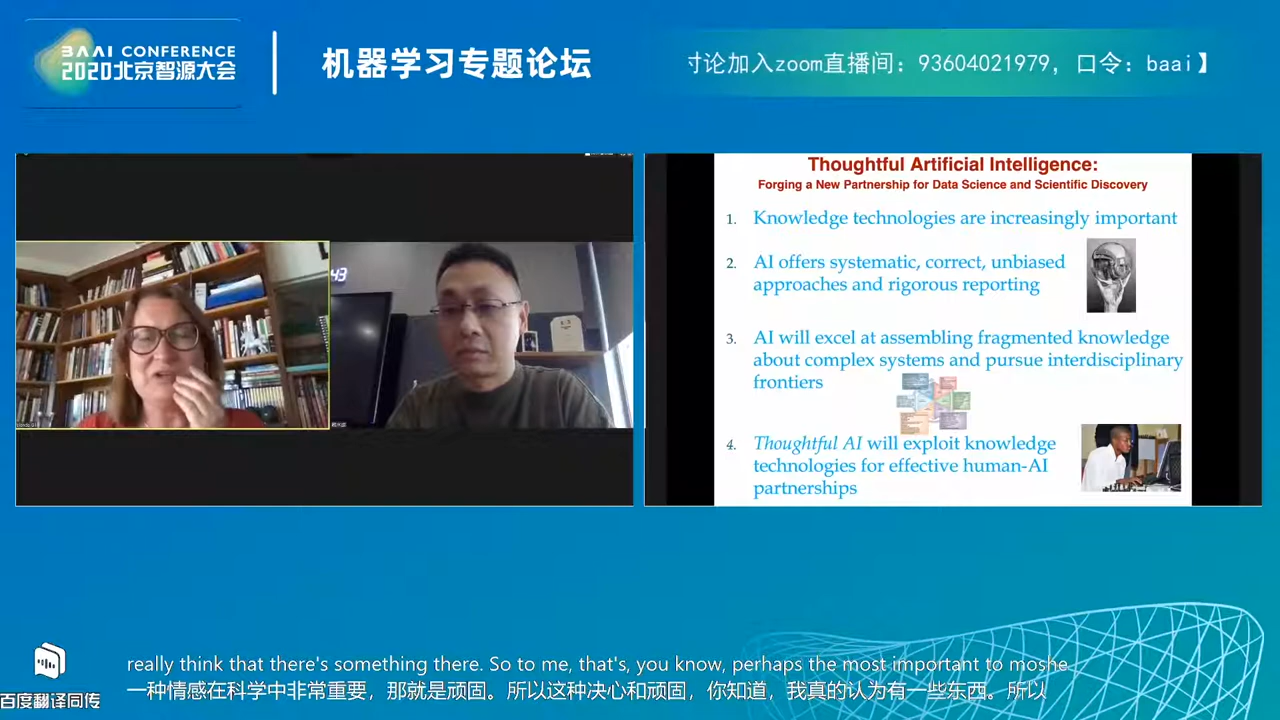 BAAI CONFERENCE
2020北京智源大会
机器学习专题论坛
讨论加入zoom直播间：93604021979，口令：baai】
43
Thoughtful Artificial Intelligence:
Forging a New Partnership for Data Science and Scientific Discovery
1. Knowledge technologies are increasingly important
2. AI offers systematic, correct, unbiased
approaches and rigorous reporting
3. AI will excel at assembling fragmented knowledge
about complex systems and pursue interdisciplinary
frontiers
4. Thoughtful AI will exploit knowledge
technologies for effective human-AI
partnerships
really think that there's something there. So to me, that's, you know, perhaps the most important to moshe
一种情感在科学中非常重要，那就是顽固。所以这种决心和顽固，你知道，我真的认为有一些东西。所以
百度翻译同传